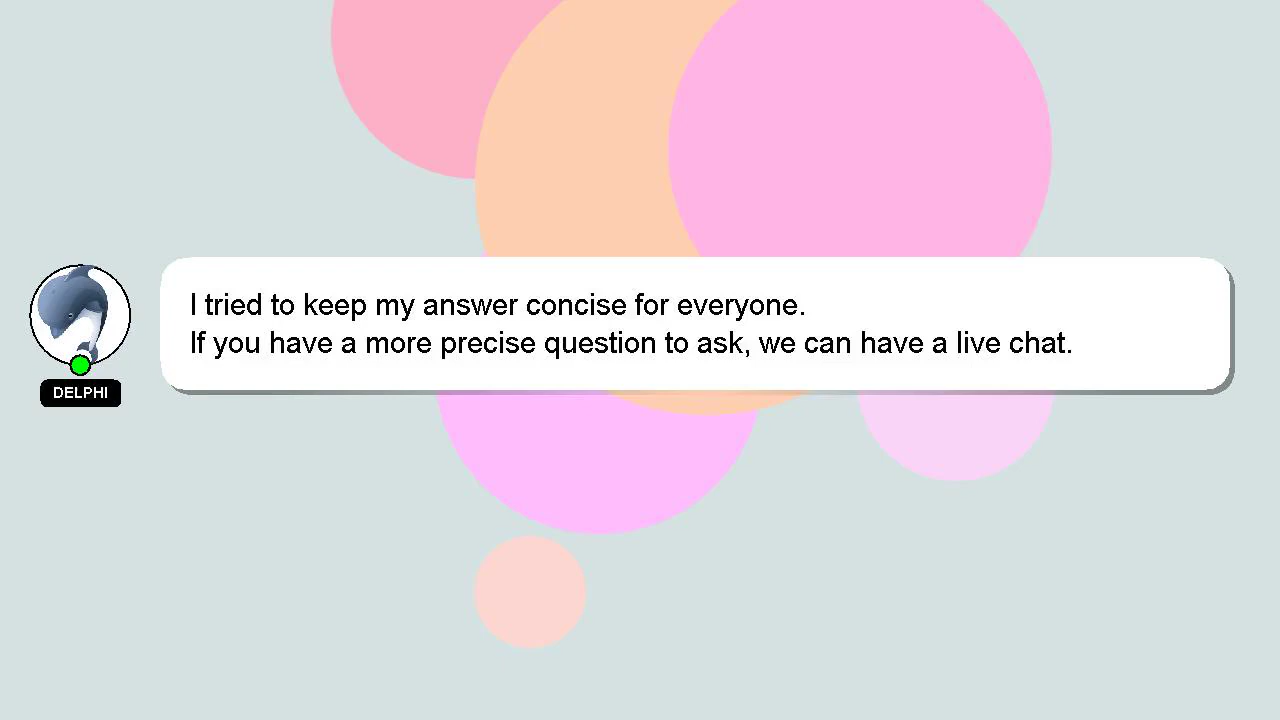 I tried to keep my answer concise for everyone.
If you have a more precise question to ask, we can have a live chat.
DELPHI